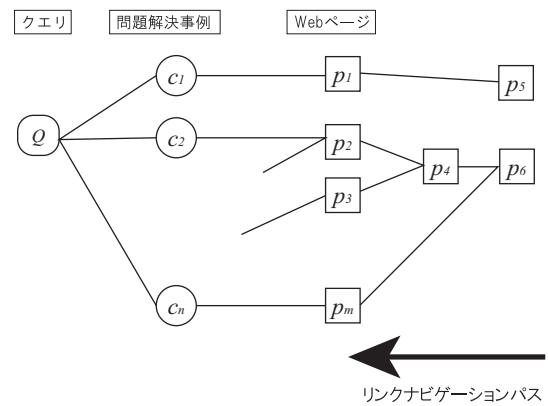 クエリ 問題解決事例 Webページ
c1 p1 p5
Q c2 p2
p4 p6
p3
cn pm
リンクナビゲーションパス